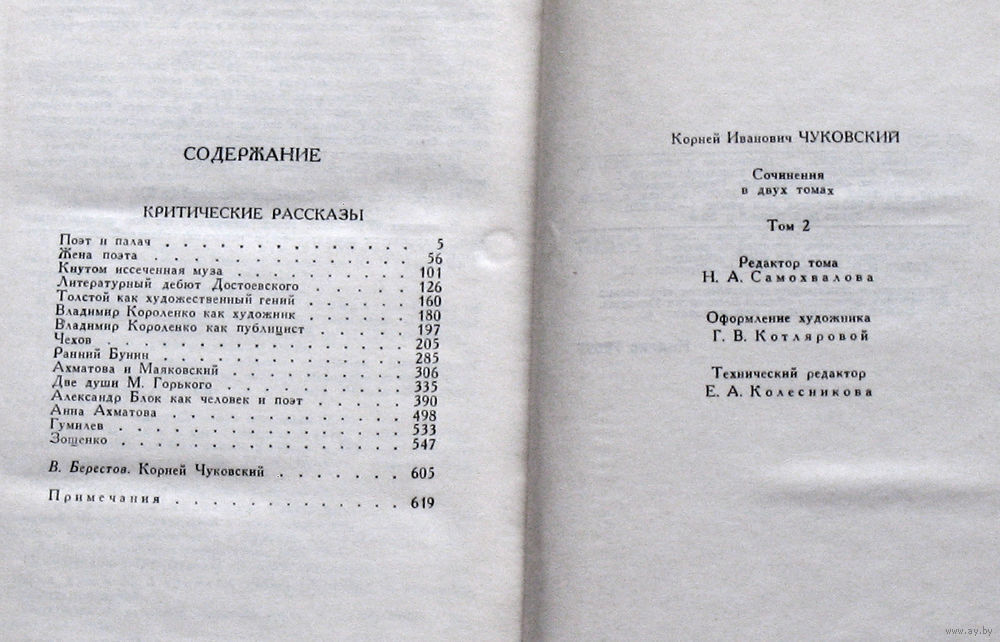 СОДЕРЖАНИЕ
КРИТИЧЕСКИЕ РАССКАЗЫ
Поэт и палач . . . . . . . . . . . . . . 5
Жена поэта . . . . . . . . . . . . . . 56
Кнутом иссеченная муза . . . . . . . . . . 101
Литературный дебют Достоевского . . . . . . 126
Толстой как художественный гений . . . . . . 160
Владимир Короленко как художник . . . . . . 180
Владимир Короленко как публицист . . . . . . 197
Чехов . . . . . . . . . . . . . . . . 205
Ранний Бунин . . . . . . . . . . . . . . 285
Ахматова и Маяковский . . . . . . . . . . 306
Две души М. Горького . . . . . . . . . . 335
Александр Блок как человек и поэт . . . . . . 390
Анна Ахматова . . . . . . . . . . . . . 498
Гумилев . . . . . . . . . . . . . . . 533
Зощенко . . . . . . . . . . . . . . . 547
В. Берестов. Корней Чуковский . . . . . . . 605
Примечания . . . . . . . . . . . . . 619
Корней Иванович ЧУКОВСКИЙ
Сочинения
в двух томах
Том 2
Редактор тома
Н. А. Самохвалова
Оформление художника
Г. В. Котляровой
Технический редактор
Е. А. Колесникова
www.ay.by